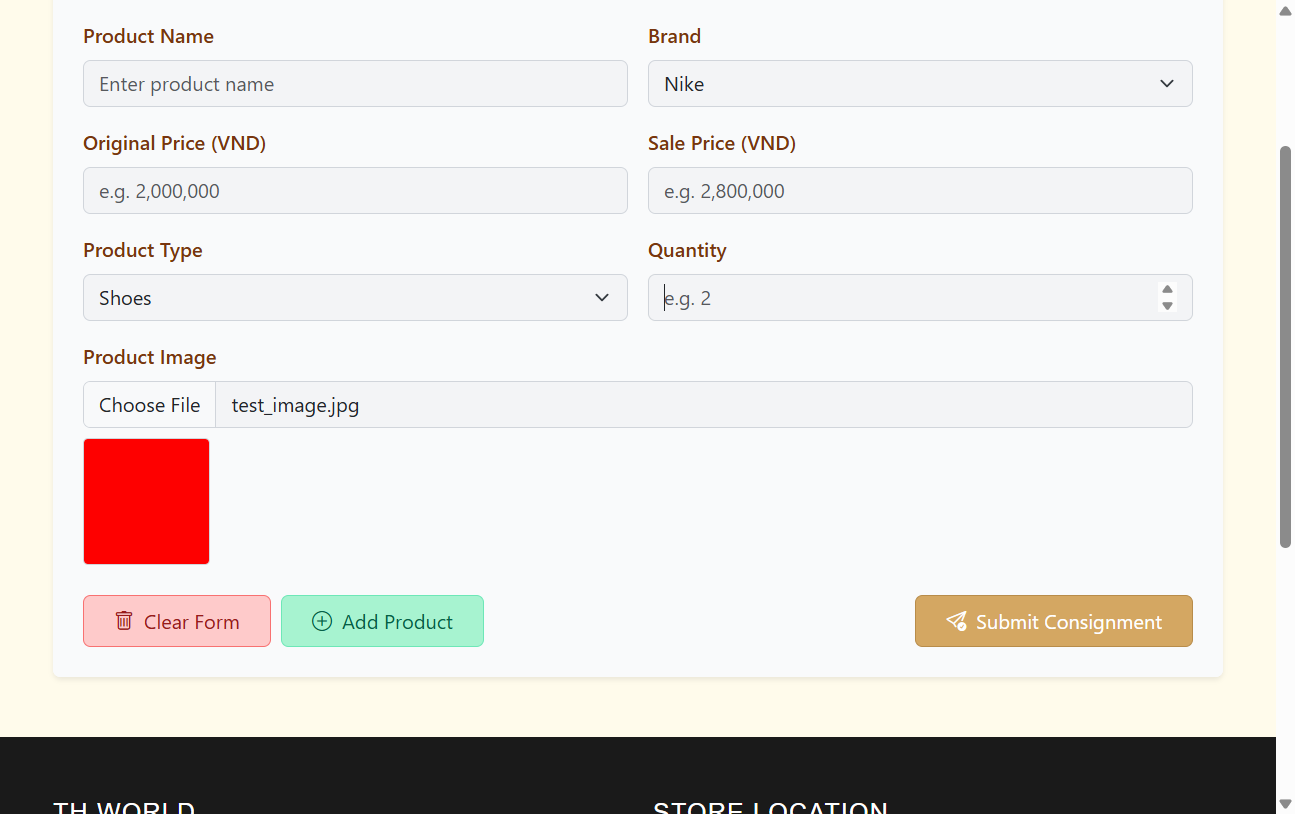 Product Name
Brand
Enter product name
Nike
Original Price (VND)
Sale Price (VND)
e.g. 2,000,000
e.g. 2,800,000
Product Type
Quantity
Shoes
e.g. 2
Product Image
Choose File
test_image.jpg
Clear Form
Add Product
Submit Consignment
TH WORLD
STORE LOCATION